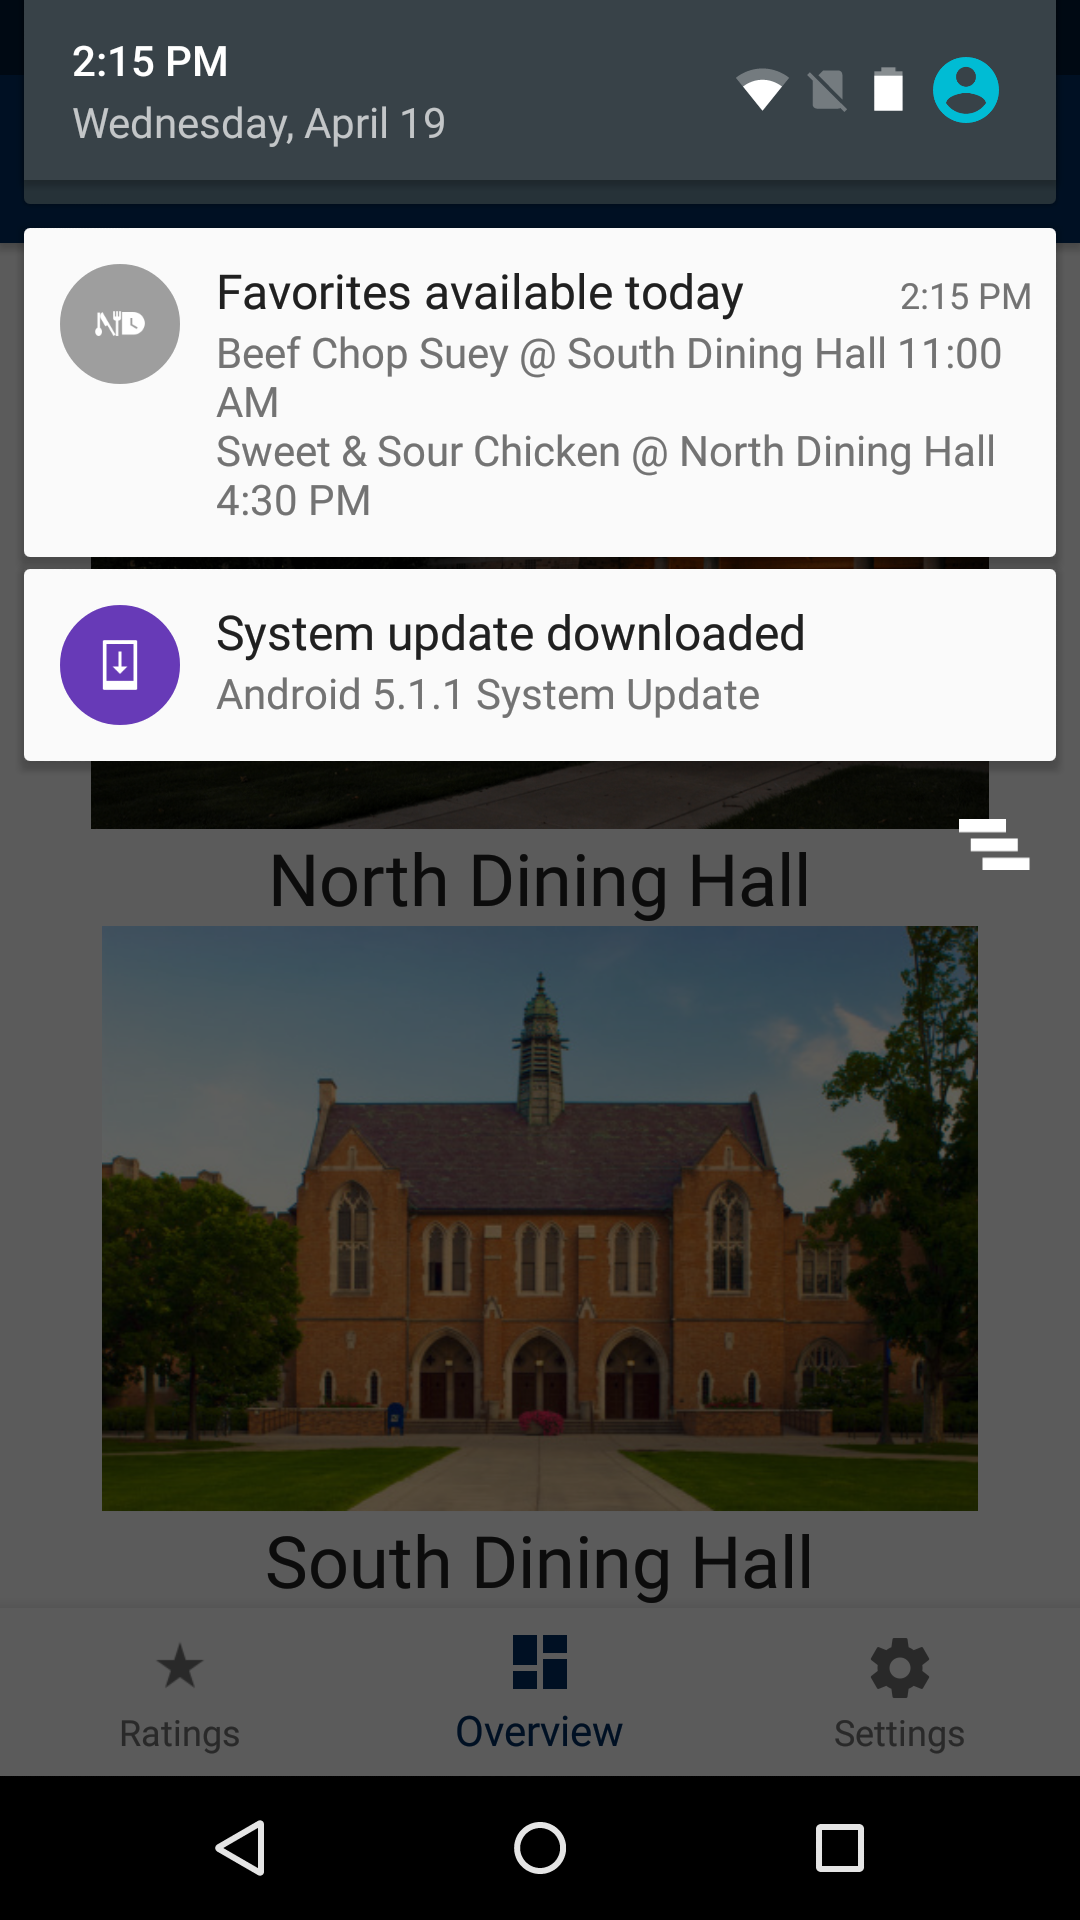 2:15 PM
Wednesday, April 19
ND
Favorites available today
2:15 PM
Beef Chop Suey @ South Dining Hall 11:00
AM
Sweet & Sour Chicken @ North Dining Hall
4:30 PM
System update downloaded
Android 5.1.1 System Update
North Dining Hall
South Dining Hall
Ratings
Overview
Settings